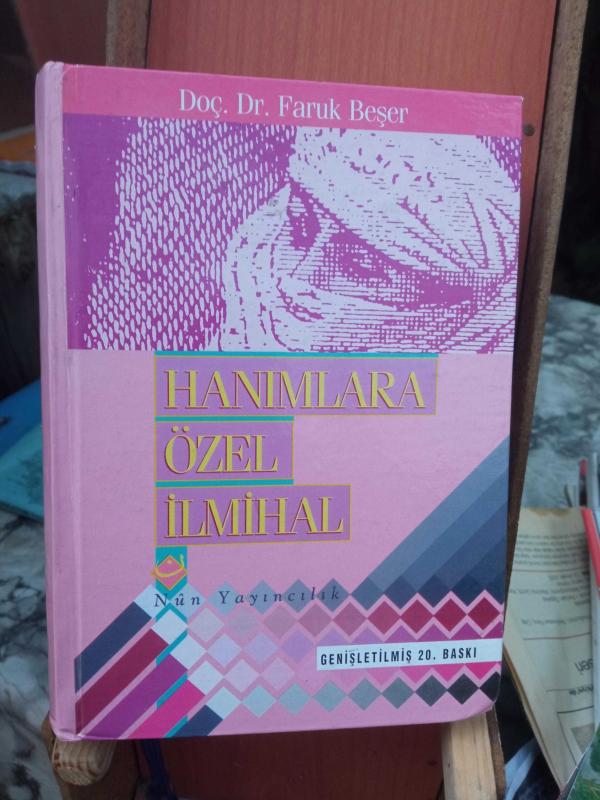 Doç. Dr. Faruk Beşer
HANIMLARA
ÖZEL
İLMİHAL
Nûn Yayıncılık
GENİŞLETİLMİŞ 20. BASKI